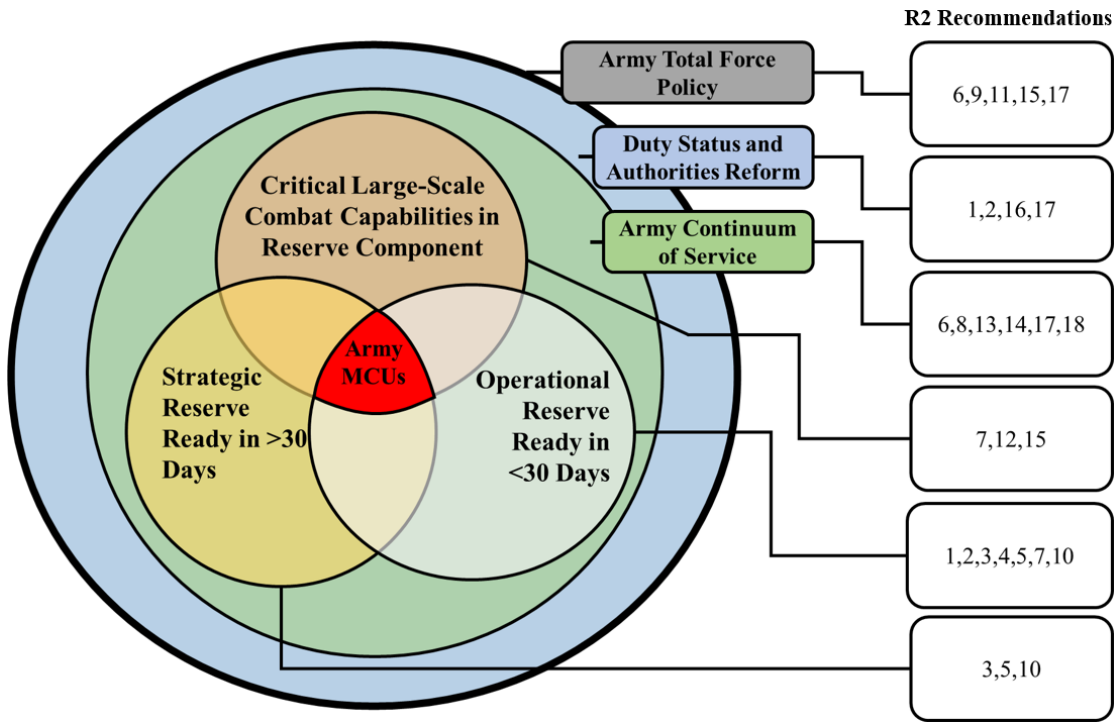 R2 Recommendations
Army Total Force
Policy
6,9,11,15,17
Duty Status and
Authorities Reform
1,2,16,17
Critical Large-Scale
Combat Capabilities in
Reserve Component
Army Continuum
of Service
6,8,13,14,17,18
Army
MCUs
Strategic
Reserve
Ready in >30
Days
Operational
Reserve
Ready in
<30 Days
7,12,15
1,2,3,4,5,7,10
3,5,10